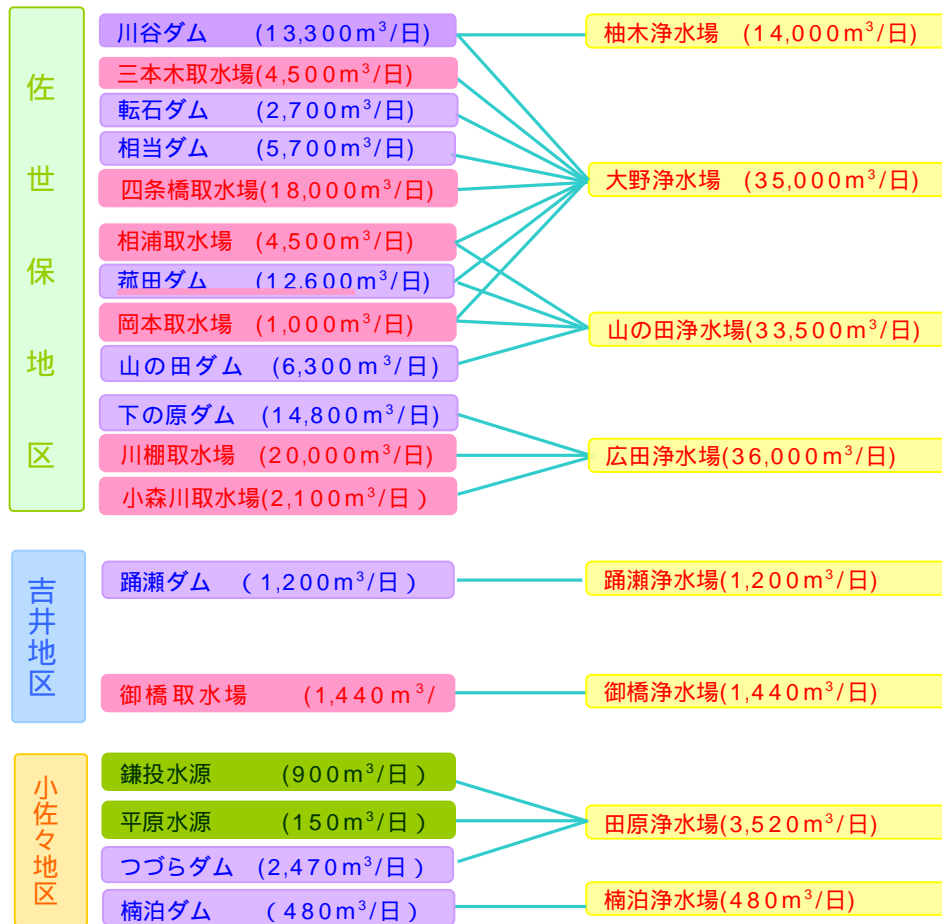 佐世保地区
川谷ダム (13,300m³/日)
柚木浄水場 (14,000m³/日)
三本木取水場(4,500m³/日)
転石ダム (2,700m³/日)
相当ダム (5,700m³/日)
四条橋取水場(18,000m³/日)
大野浄水場 (35,000m³/日)
相浦取水場 (4,500m³/日)
菰田ダム (12,600m³/日)
岡本取水場 (1,000m³/日)
山の田ダム (6,300m³/日)
山の田浄水場(33,500m³/日)
下の原ダム (14,800m³/日)
川棚取水場 (20,000m³/日)
小森川取水場(2,100m³/日)
広田浄水場(36,000m³/日)
吉井地区
踊瀬ダム (1,200m³/日)
踊瀬浄水場(1,200m³/日)
御橋取水場 (1,440m³/
御橋浄水場(1,440m³/日)
小佐々地区
鎌投水源 (900m³/日)
平原水源 (150m³/日)
つづらダム (2,470m³/日)
田原浄水場(3,520m³/日)
楠泊ダム (480m³/日)
楠泊浄水場(480m³/日)